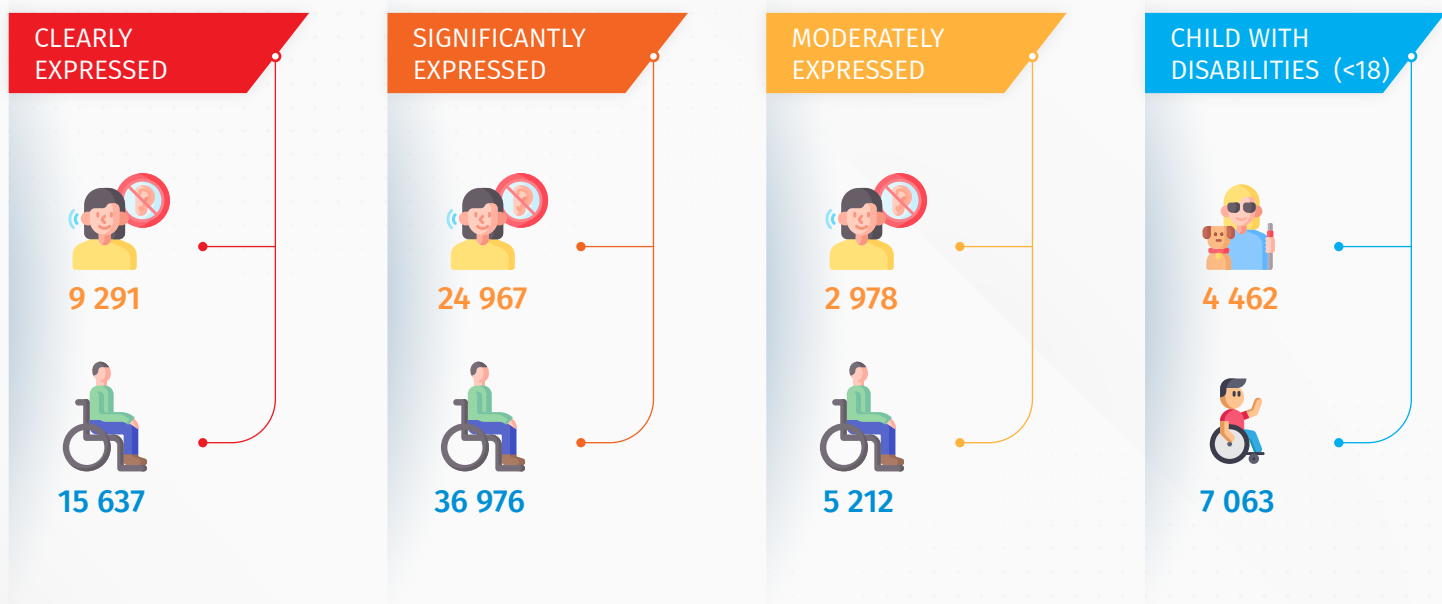 CLEARLY
EXPRESSED
9 291
15 637
SIGNIFICANTLY
EXPRESSED
24 967
36 976
MODERATELY
EXPRESSED
2 978
5 212
CHILD WITH
DISABILITIES (<18)
4 462
7 063